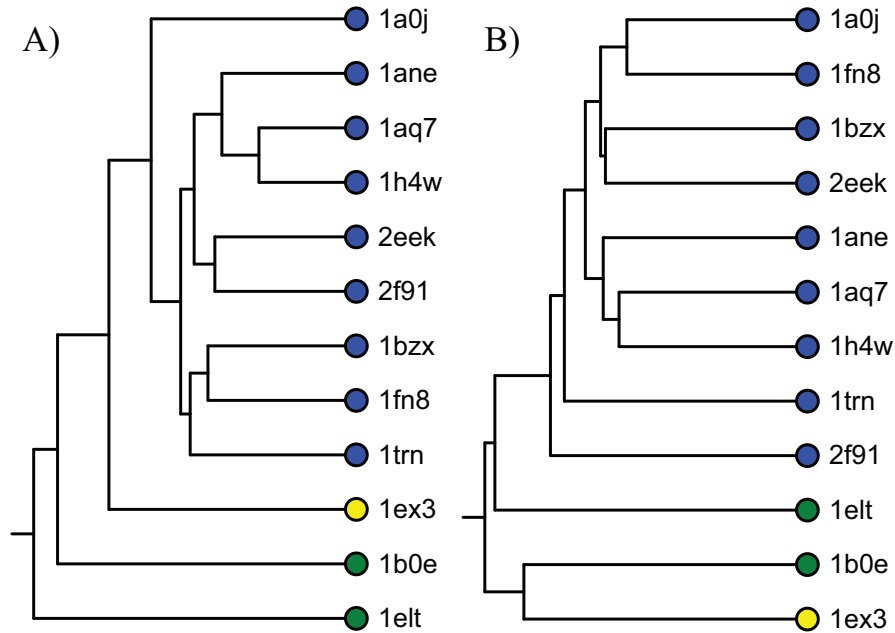 A)
1a0j
1ane
1aq7
1h4w
2eek
2f91
1bzx
1fn8
1trn
1ex3
1b0e
1elt
B)
1a0j
1fn8
1bzx
2eek
1ane
1aq7
1h4w
1trn
2f91
1elt
1b0e
1ex3